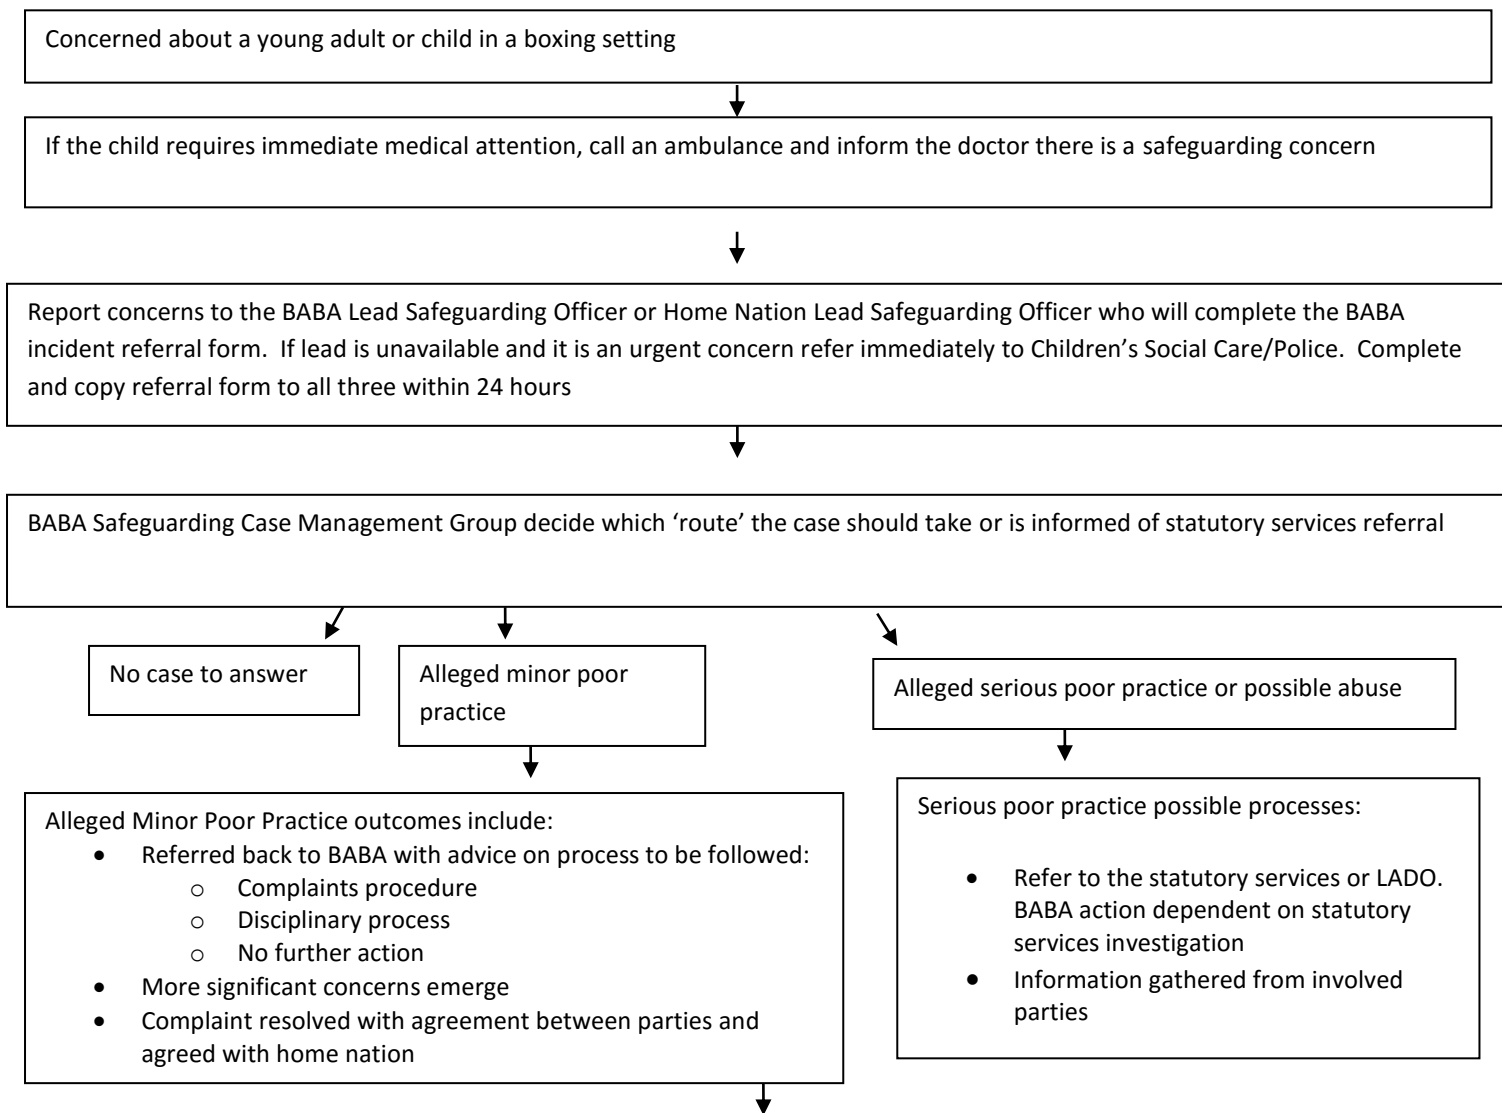 Concerned about a young adult or child in a boxing setting
If the child requires immediate medical attention, call an ambulance and inform the doctor there is a safeguarding concern
Report concerns to the BABA Lead Safeguarding Officer or Home Nation Lead Safeguarding Officer who will complete the BABA
incident referral form.  If lead is unavailable and it is an urgent concern refer immediately to Children's Social Care/Police.  Complete
and copy referral form to all three within 24 hours
BABA Safeguarding Case Management Group decide which ‘route’ the case should take or is informed of statutory services referral
No case to answer
Alleged minor poor
practice
Alleged serious poor practice or possible abuse
Alleged Minor Poor Practice outcomes include:
• Referred back to BABA with advice on process to be followed:
o Complaints procedure
o Disciplinary process
o No further action
• More significant concerns emerge
• Complaint resolved with agreement between parties and
agreed with home nation
Serious poor practice possible processes:
• Refer to the statutory services or LADO.
BABA action dependent on statutory
services investigation
• Information gathered from involved
parties